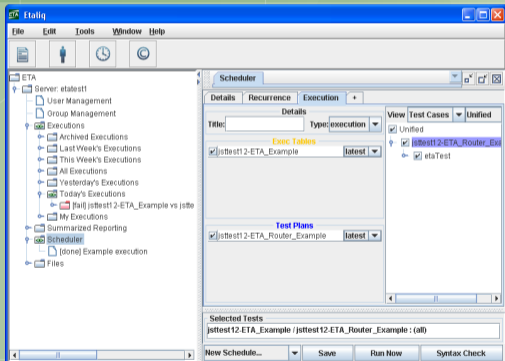 ETA Etaliq
File Edit Tools Window Help
ETA
Server: etatest1
User Management
Group Management
Executions
Archived Executions
Last Week's Executions
This Week's Executions
All Executions
Yesterday's Executions
Today's Executions
[fail] jsttest12-ETA_Example vs jstte
My Executions
Summarized Reporting
Scheduler
[done] Example execution
Files
Scheduler
Details Recurrence Execution +
Details
Title: Type: execution
Exec Tables
jsttest12-ETA_Example latest
Test Plans
jsttest12-ETA_Router_Example latest
View Test Cases Unified
Unified
jsttest12-ETA_Router_Exa
etaTest
Selected Tests
jsttest12-ETA_Example / jsttest12-ETA_Router_Example : (all)
New Schedule... Save Run Now Syntax Check